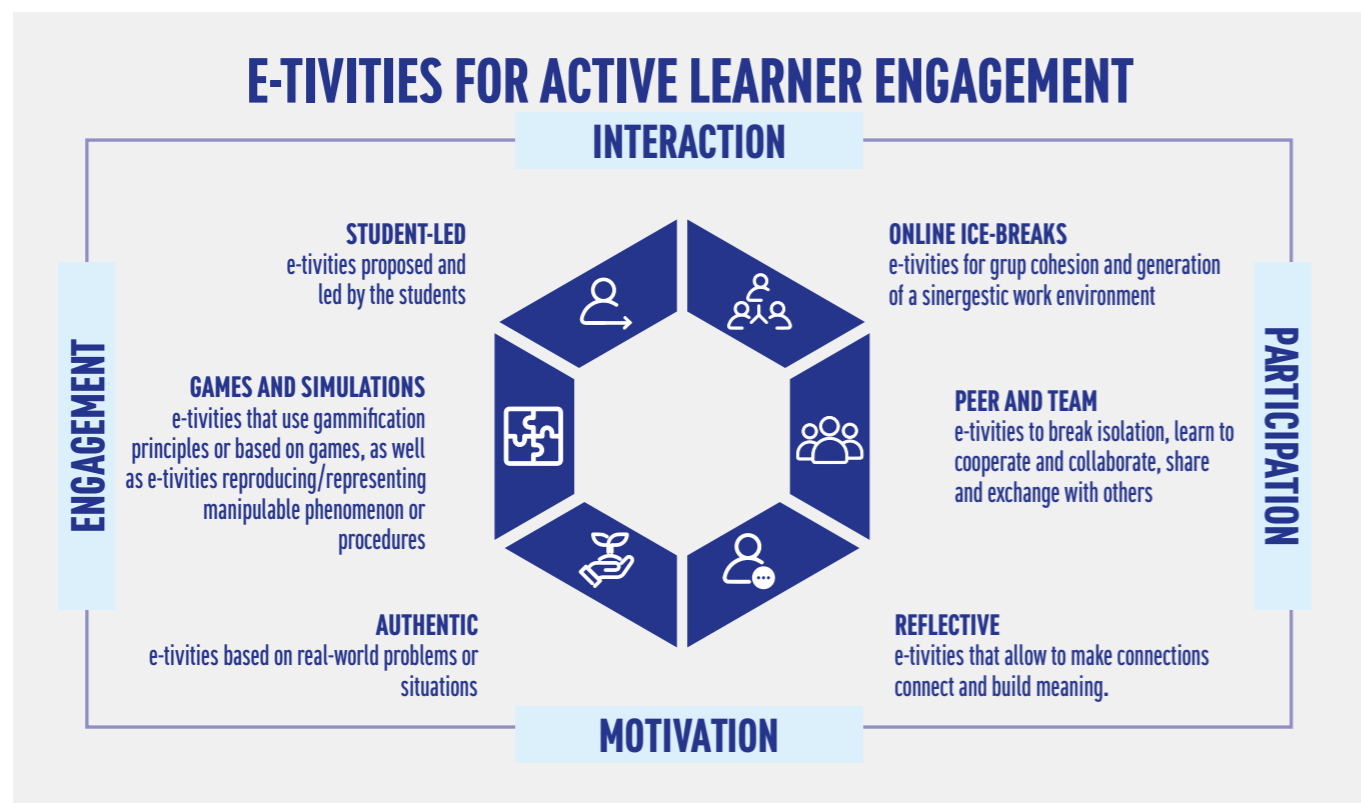 E-TIVITIES FOR ACTIVE LEARNER ENGAGEMENT
INTERACTION
STUDENT-LED
e-tivities proposed and
led by the students
ONLINE ICE-BREAKS
e-tivities for grup cohesion and generation
of a sinergestic work environment
ENGAGEMENT
GAMES AND SIMULATIONS
e-tivities that use gammification
principles or based on games, as well
as e-tivities reproducing/representing
manipulable phenomenon or
procedures
PEER AND TEAM
e-tivities to break isolation, learn to
cooperate and collaborate, share
and exchange with others
PARTICIPATION
AUTHENTIC
e-tivities based on real-world problems or
situations
REFLECTIVE
e-tivities that allow to make connections
connect and build meaning.
MOTIVATION